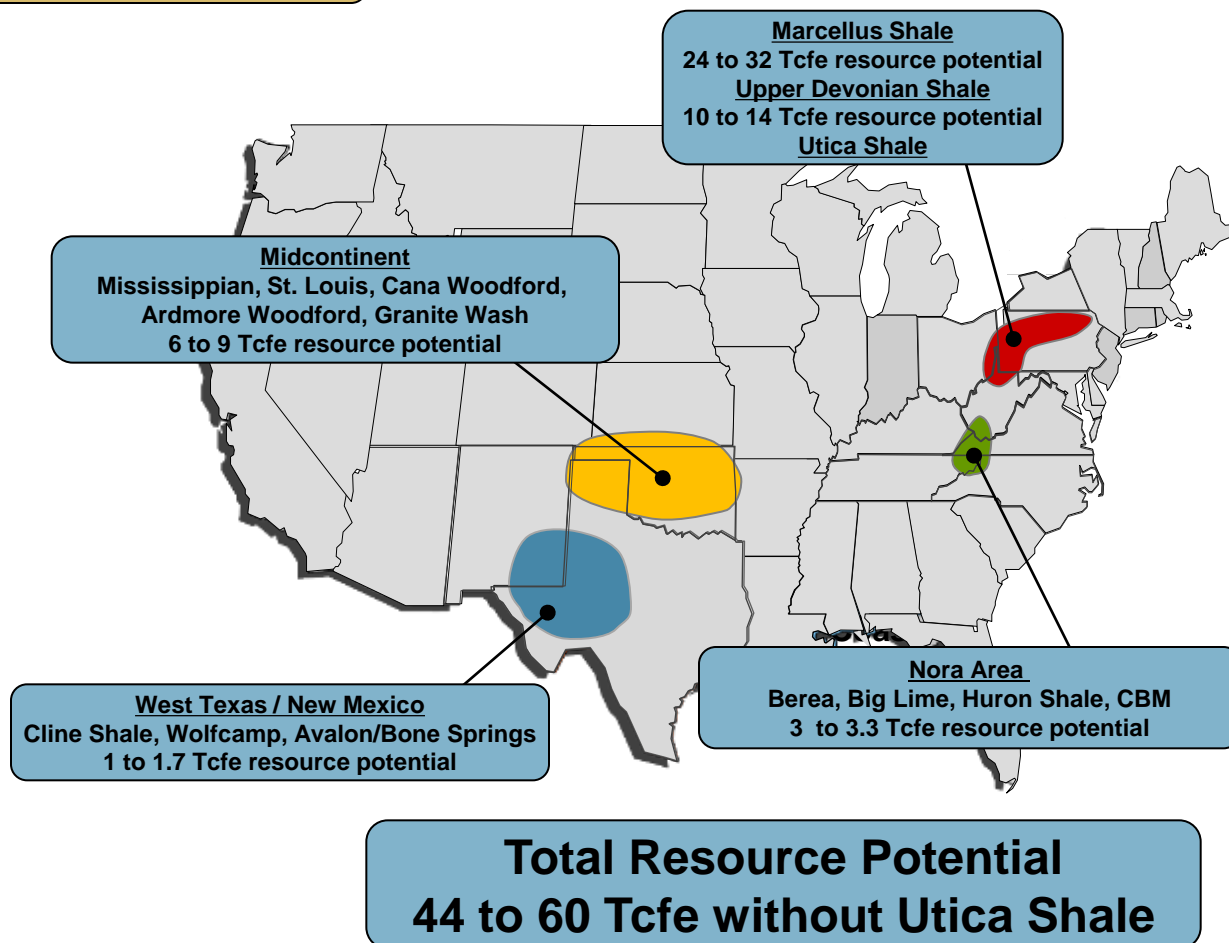 Marcellus Shale
24 to 32 Tcfe resource potential
Upper Devonian Shale
10 to 14 Tcfe resource potential
Utica Shale
Midcontinent
Mississippian, St. Louis, Cana Woodford,
Ardmore Woodford, Granite Wash
6 to 9 Tcfe resource potential
West Texas / New Mexico
Cline Shale, Wolfcamp, Avalon/Bone Springs
1 to 1.7 Tcfe resource potential
Nora Area
Berea, Big Lime, Huron Shale, CBM
3 to 3.3 Tcfe resource potential
Total Resource Potential
44 to 60 Tcfe without Utica Shale